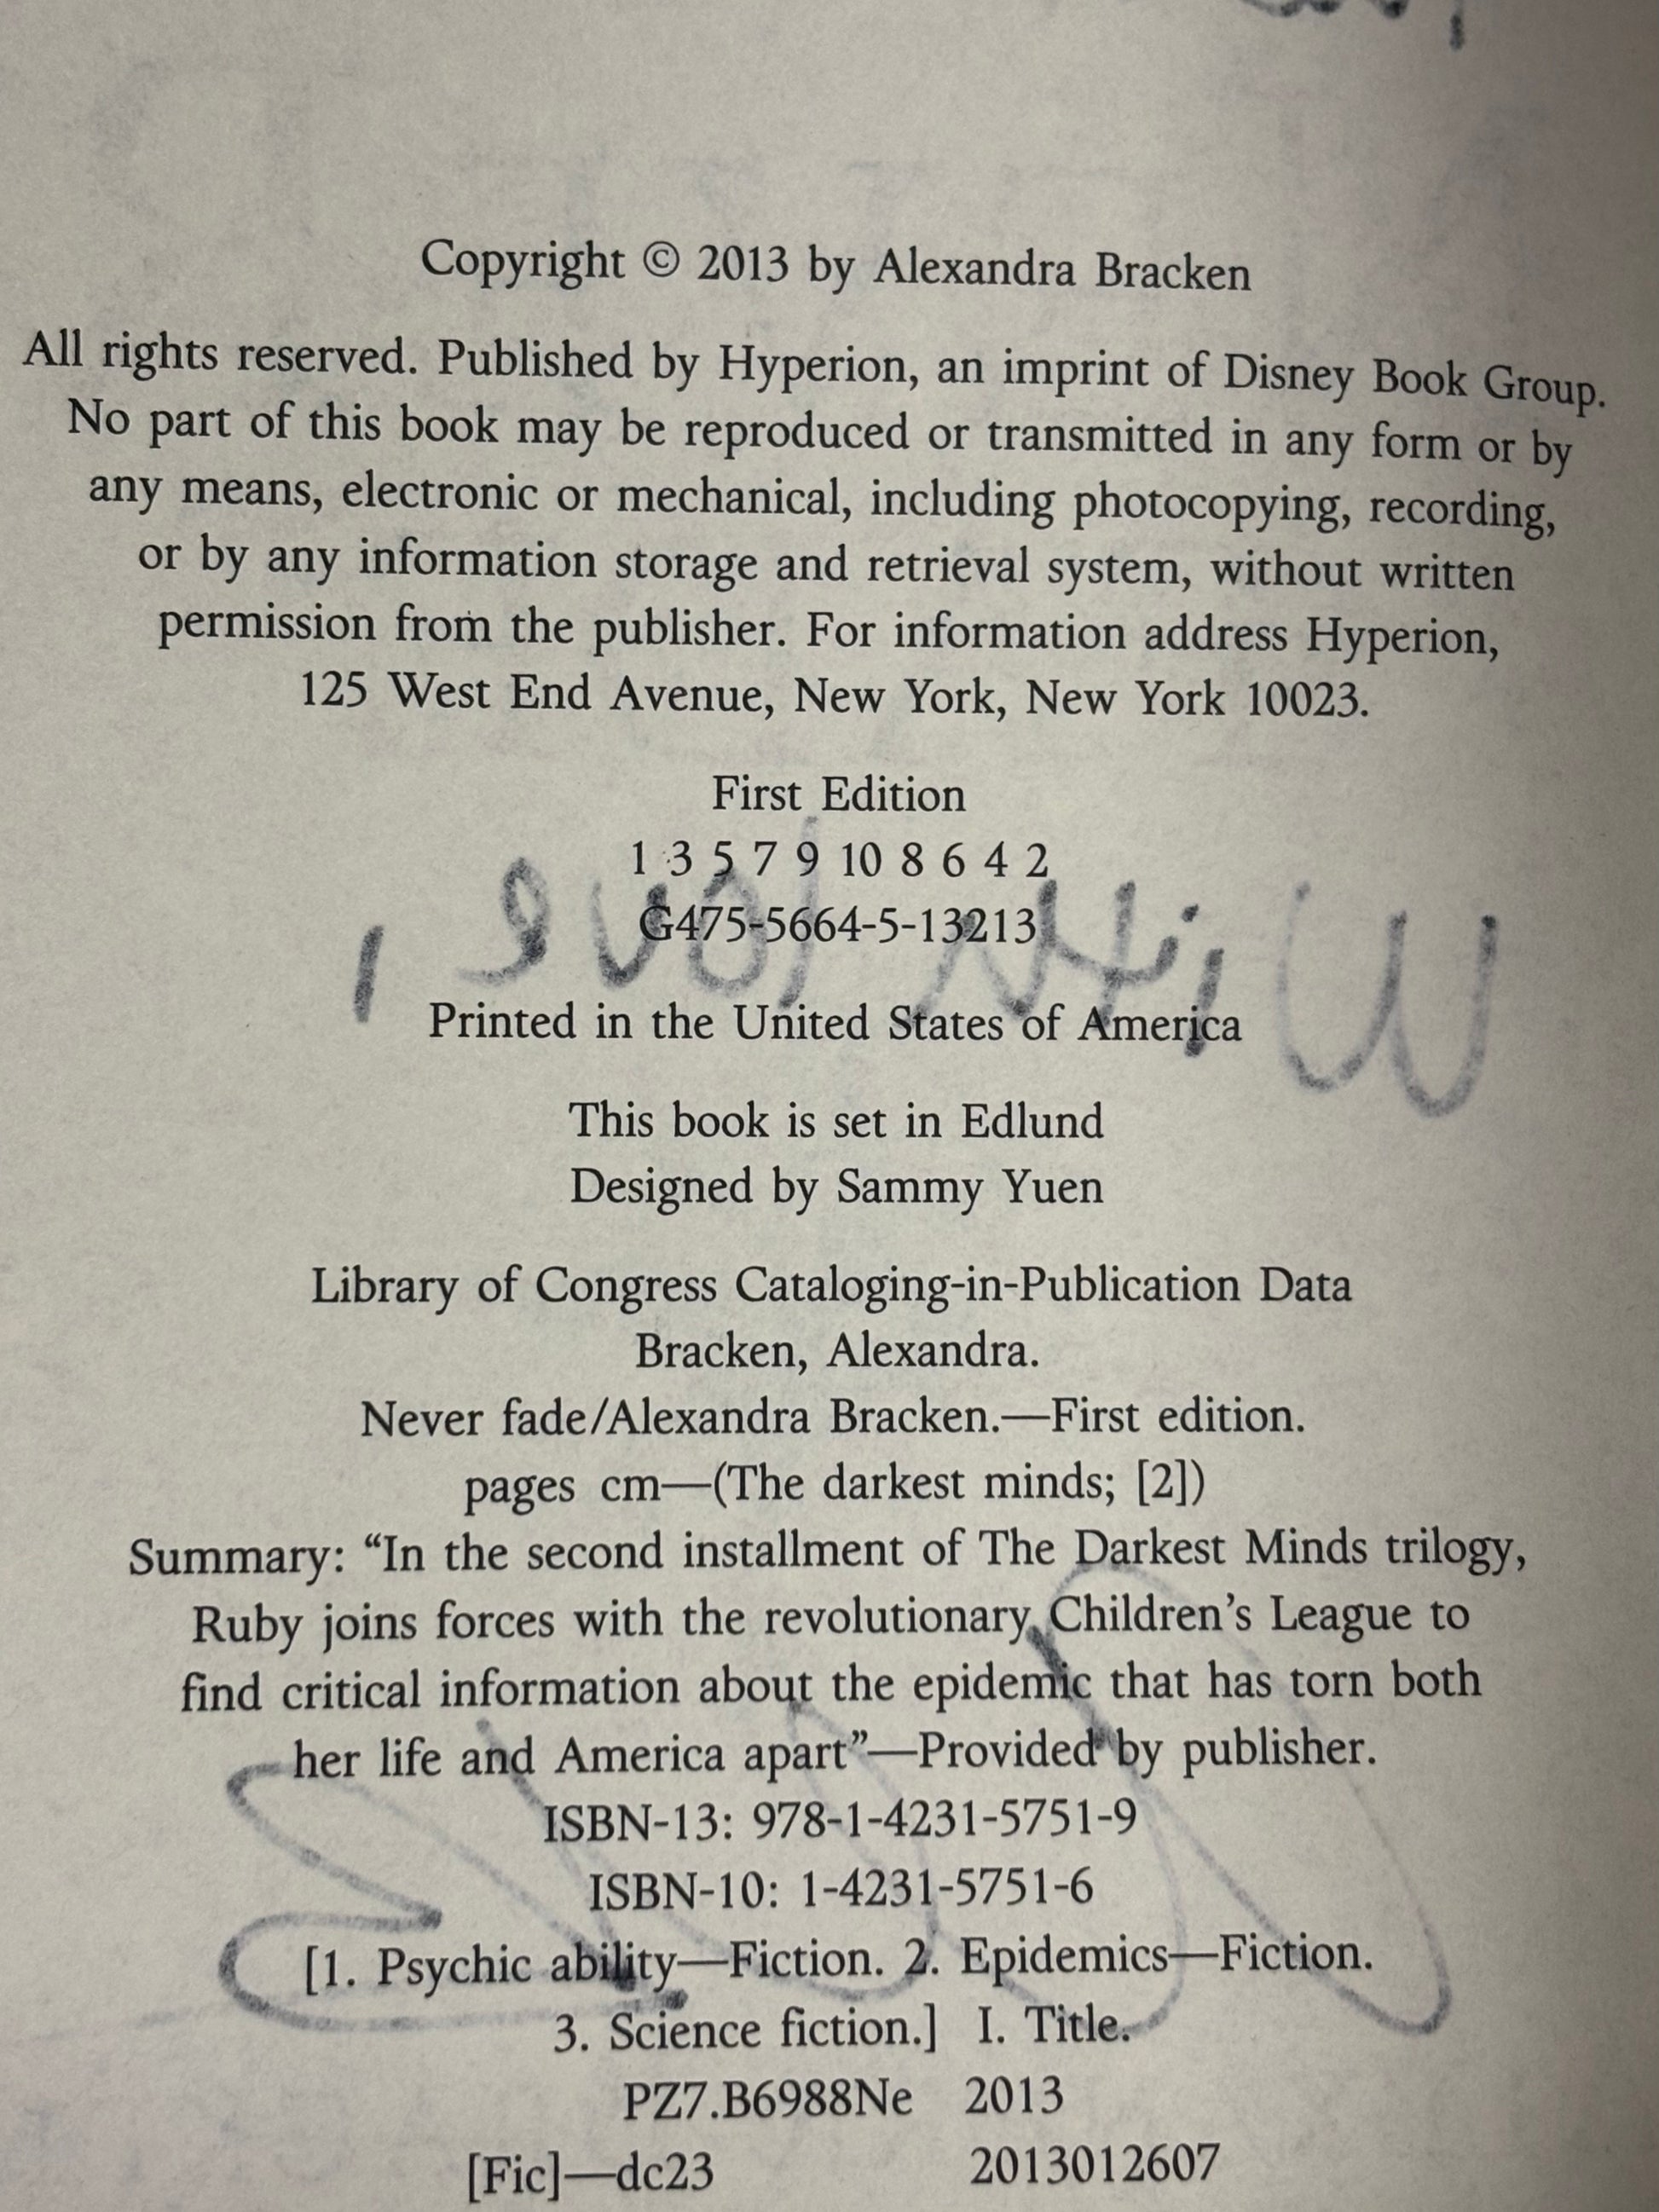 Copyright © 2013 by Alexandra Bracken
All rights reserved. Published by Hyperion, an imprint of Disney Book Group.
No part of this book may be reproduced or transmitted in any form or by
any means, electronic or mechanical, including photocopying, recording,
or by any information storage and retrieval system, without written
permission from the publisher. For information address Hyperion,
125 West End Avenue, New York, New York 10023.
First Edition
1 3 5 7 9 10 8 6 4 2
G475-5664-5-13213
With love,
Printed in the United States of America
This book is set in Edlund
Designed by Sammy Yuen
Library of Congress Cataloging-in-Publication Data
Bracken, Alexandra.
Never fade/Alexandra Bracken.—First edition.
pages cm—(The darkest minds; [2])
Summary: “In the second installment of The Darkest Minds trilogy,
Ruby joins forces with the revolutionary Children’s League to
find critical information about the epidemic that has torn both
her life and America apart”—Provided by publisher.
ISBN-13: 978-1-4231-5751-9
ISBN-10: 1-4231-5751-6
[1. Psychic ability—Fiction. 2. Epidemics—Fiction.
3. Science fiction.] I. Title.
PZ7.B6988Ne 2013
[Fic]—dc23 2013012607